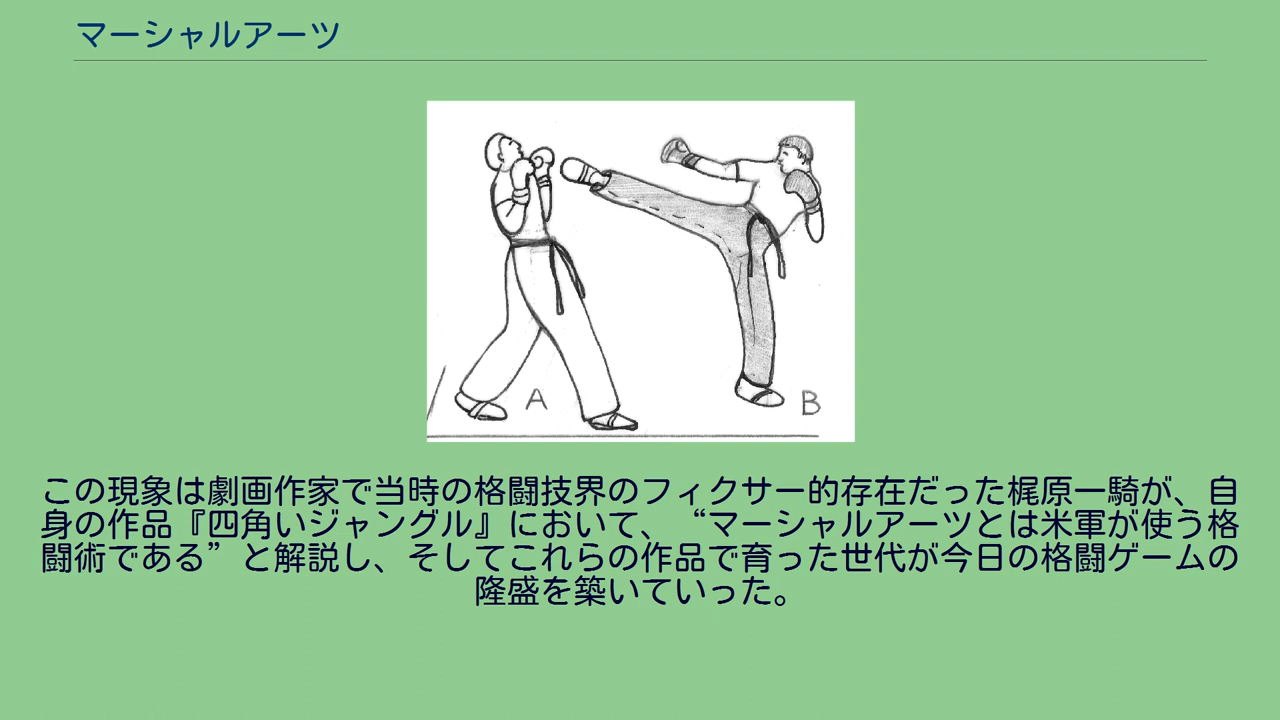 マーシャルアーツ
A
B
この現象は劇画作家で当時の格闘技界のフィクサー的存在だった梶原一騎が、自
身の作品『四角いジャングル』において、“マーシャルアーツとは米軍が使う格
闘術である”と解説し、そしてこれらの作品で育った世代が今日の格闘ゲームの
隆盛を築いていった。